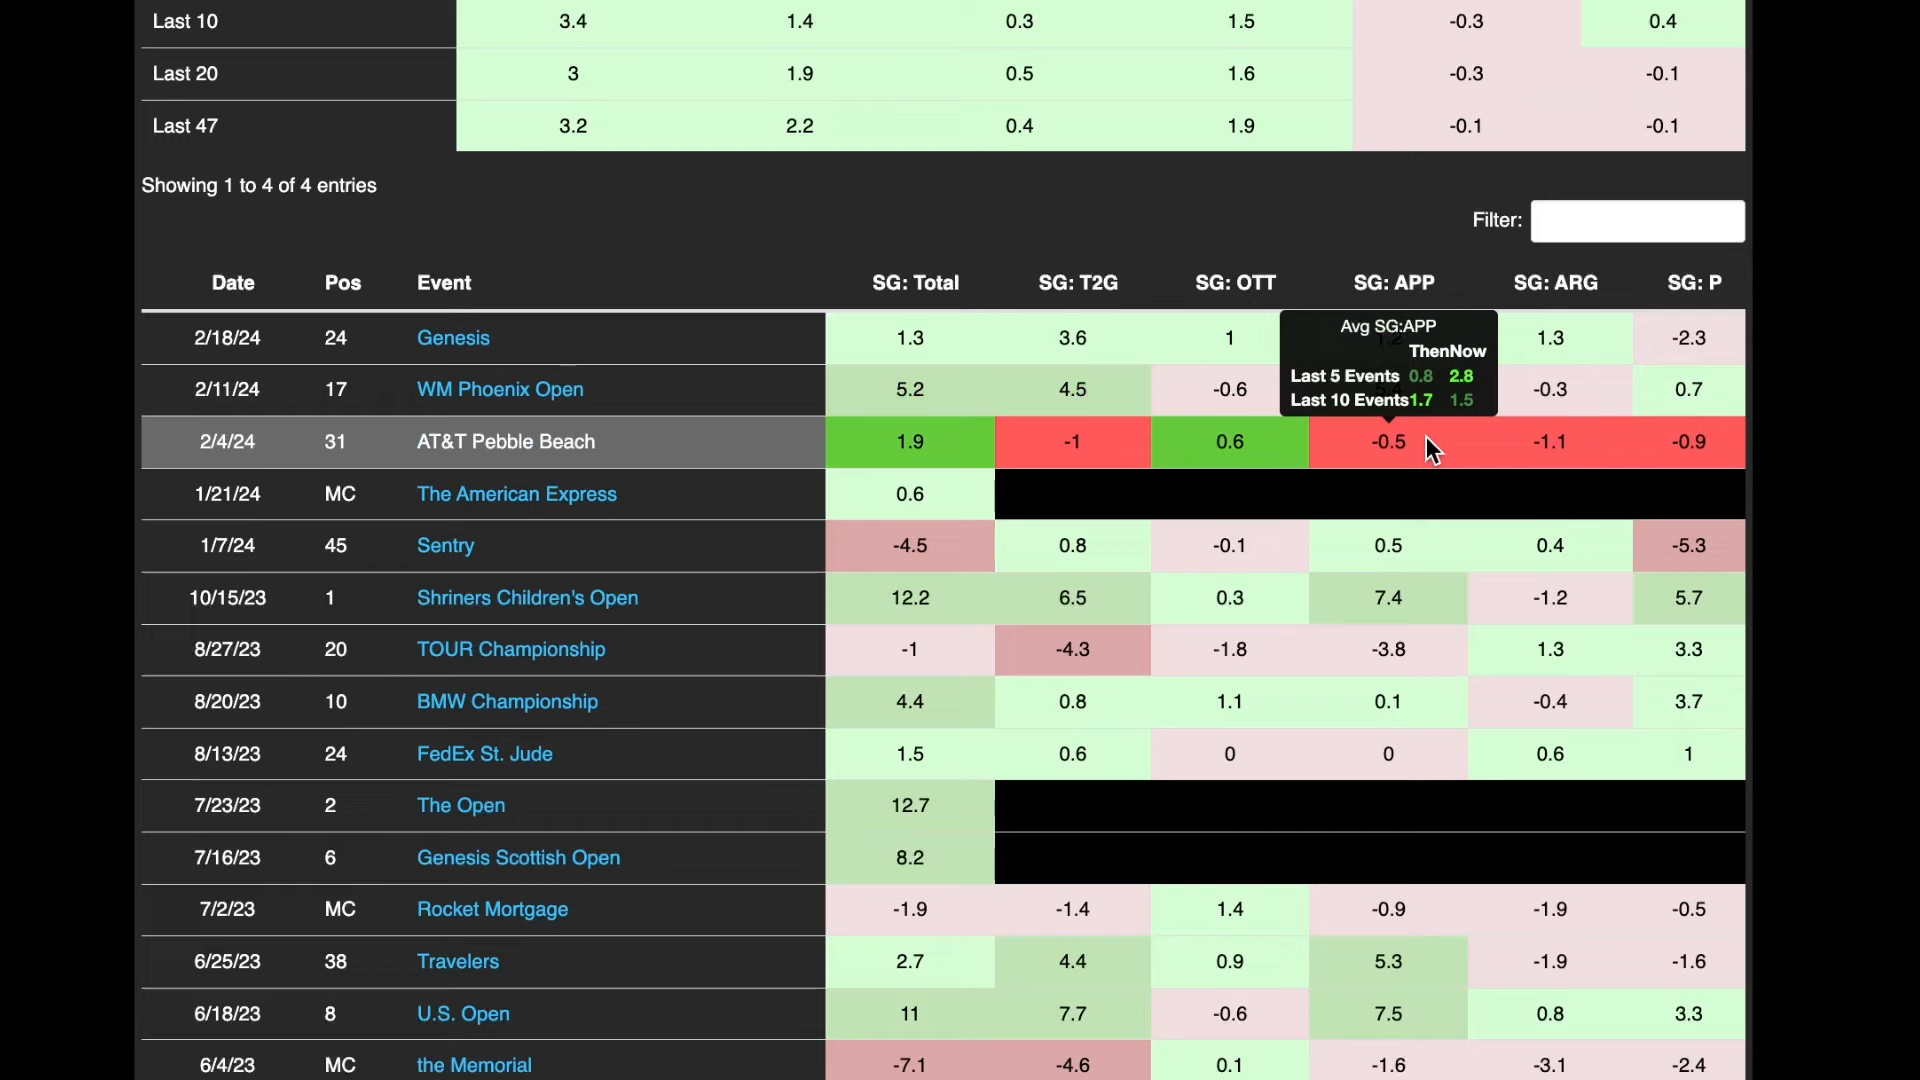 Last 10 3.4 1.4 0.3 1.5 -0.3 0.4
Last 20 3 1.9 0.5 1.6 -0.3 -0.1
Last 47 3.2 2.2 0.4 1.9 -0.1 -0.1
Showing 1 to 4 of 4 entries
Filter:
Date Pos Event SG: Total SG: T2G SG: OTT SG: APP SG: ARG SG: P
2/18/24 24 Genesis 1.3 3.6 1 1.3 -2.3
Avg SG:APP
ThenNow
Last 5 Events 0.8 2.8
Last 10 Events1.7 1.5
2/11/24 17 WM Phoenix Open 5.2 4.5 -0.6 -0.3 0.7
2/4/24 31 AT&T Pebble Beach 1.9 -1 0.6 -0.5 -1.1 -0.9
1/21/24 MC The American Express 0.6
1/7/24 45 Sentry -4.5 0.8 -0.1 0.5 0.4 -5.3
10/15/23 1 Shriners Children's Open 12.2 6.5 0.3 7.4 -1.2 5.7
8/27/23 20 TOUR Championship -1 -4.3 -1.8 -3.8 1.3 3.3
8/20/23 10 BMW Championship 4.4 0.8 1.1 0.1 -0.4 3.7
8/13/23 24 FedEx St. Jude 1.5 0.6 0 0 0.6 1
7/23/23 2 The Open 12.7
7/16/23 6 Genesis Scottish Open 8.2
7/2/23 MC Rocket Mortgage -1.9 -1.4 1.4 -0.9 -1.9 -0.5
6/25/23 38 Travelers 2.7 4.4 0.9 5.3 -1.9 -1.6
6/18/23 8 U.S. Open 11 7.7 -0.6 7.5 0.8 3.3
6/4/23 MC the Memorial -7.1 -4.6 0.1 -1.6 -3.1 -2.4